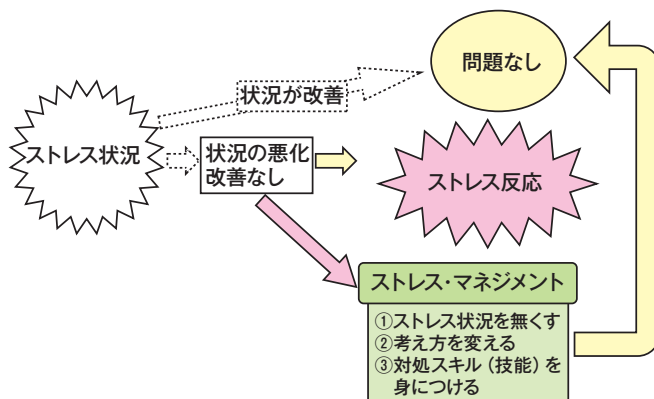 問題なし
状況が改善
ストレス状況
状況の悪化
改善なし
ストレス反応
ストレス・マネジメント
①ストレス状況を無くす
②考え方を変える
③対処スキル（技能）を
身につける